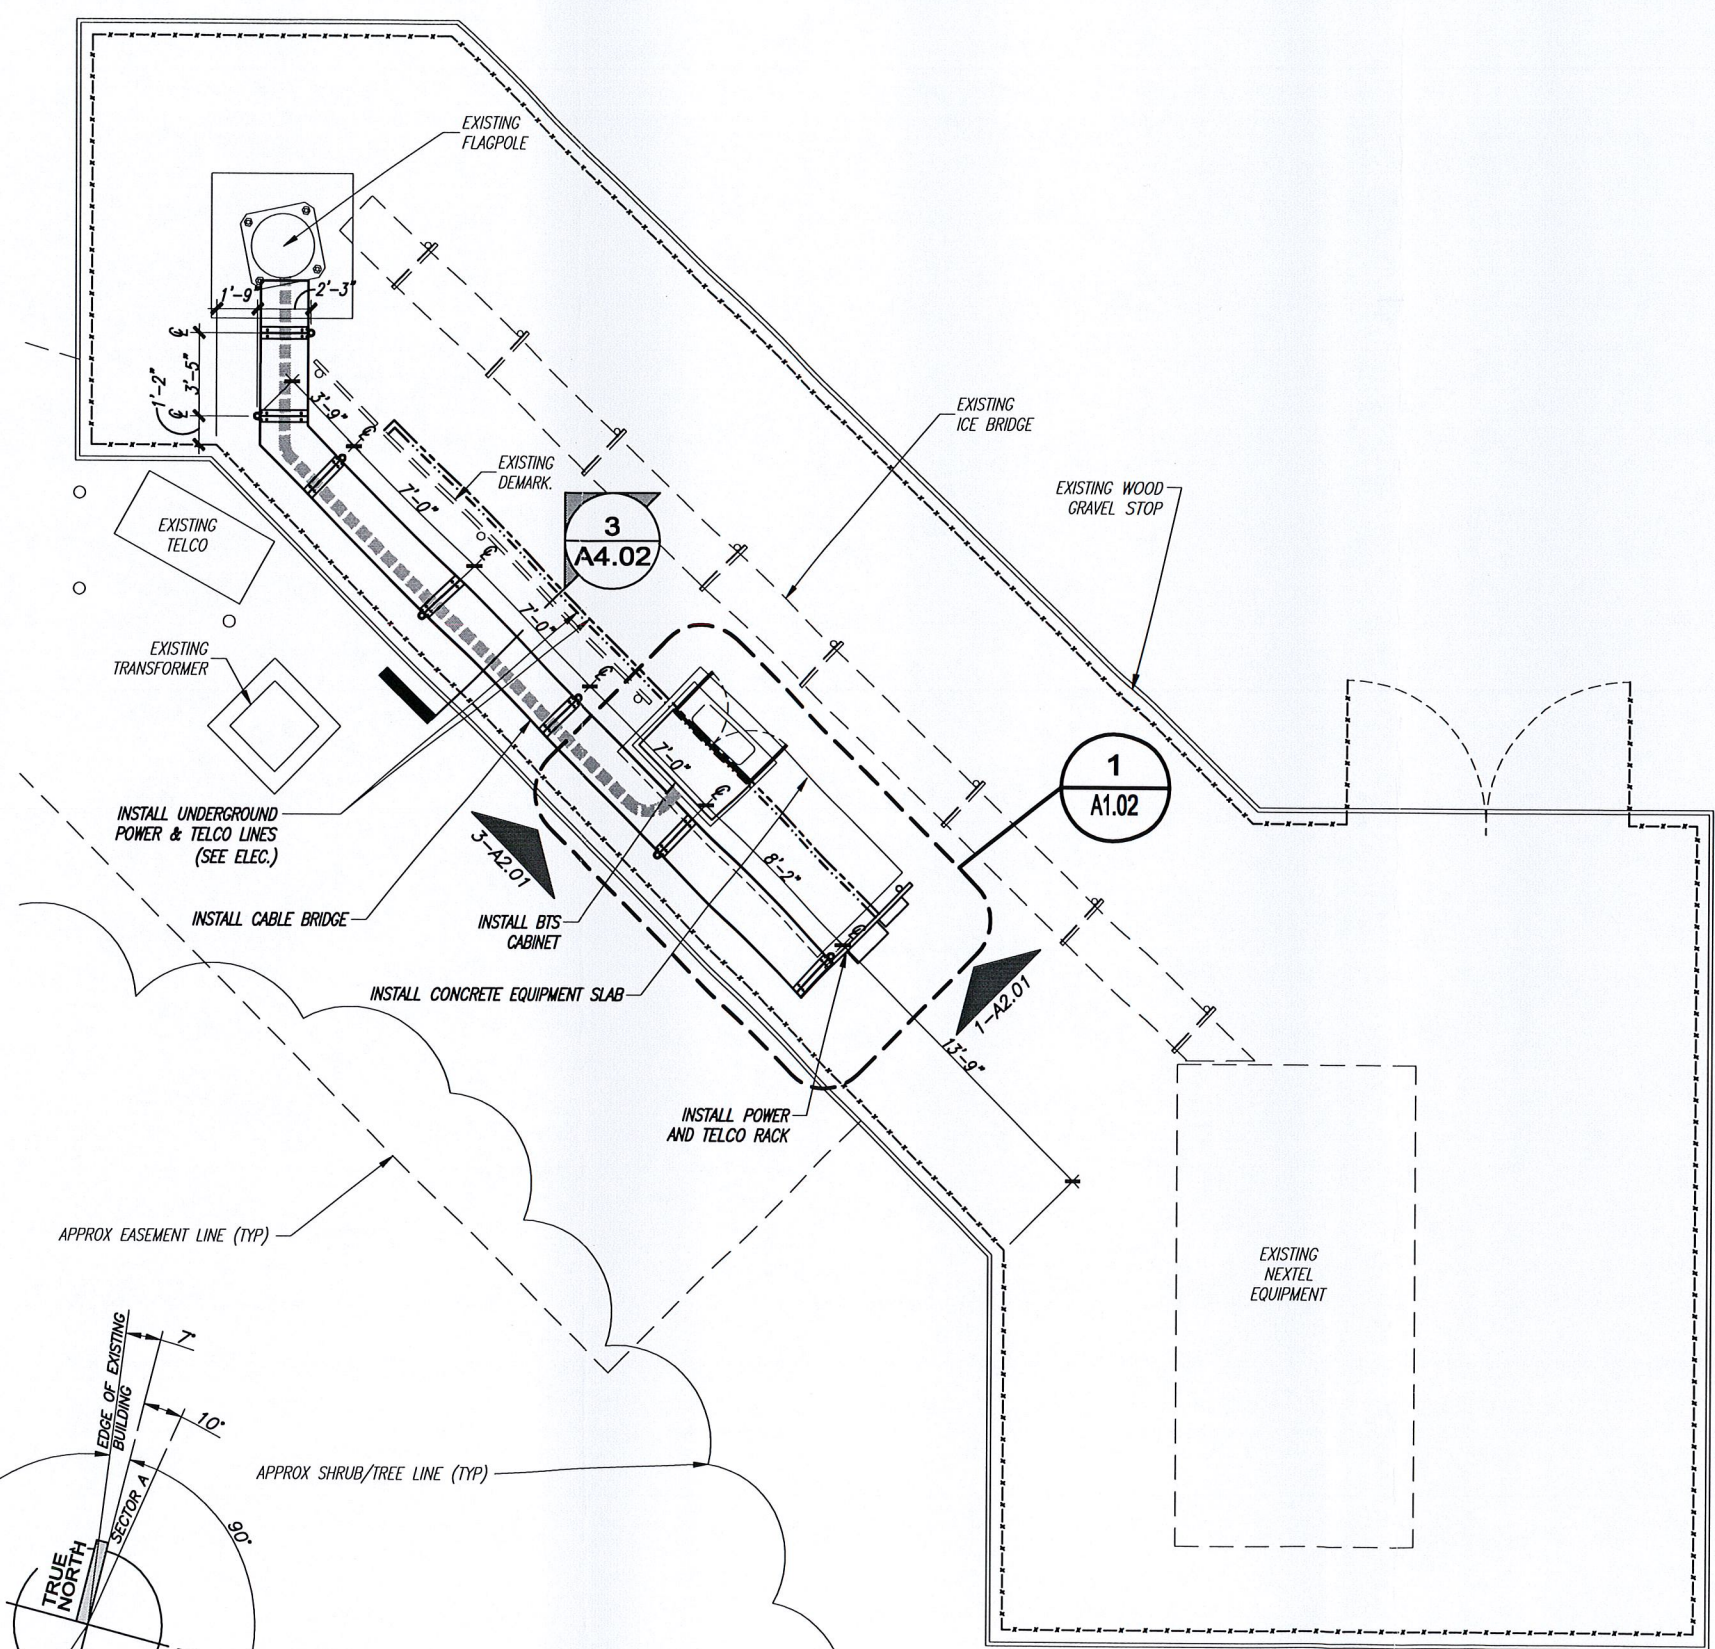 EXISTING
FLAGPOLE
1'-9"
2'-3"
℄
3'-5"
1'-2"
℄
3'-9"
℄
EXISTING
ICE BRIDGE
EXISTING
DEMARK.
7'-0"
EXISTING WOOD
GRAVEL STOP
3
A4.02
EXISTING
TELCO
℄
7'-0"
EXISTING
TRANSFORMER
℄
7'-0"
℄
1
A1.02
INSTALL UNDERGROUND
POWER & TELCO LINES
(SEE ELEC.)
3-A2.01
8'-2"
INSTALL CABLE BRIDGE
INSTALL BTS
CABINET
℄
INSTALL CONCRETE EQUIPMENT SLAB
1-A2.01
13'-9"
INSTALL POWER
AND TELCO RACK
APPROX EASEMENT LINE (TYP)
EXISTING
NEXTEL
EQUIPMENT
EDGE OF EXISTING
BUILDING
7°
10°
APPROX SHRUB/TREE LINE (TYP)
SECTOR A
90°
TRUE
NORTH